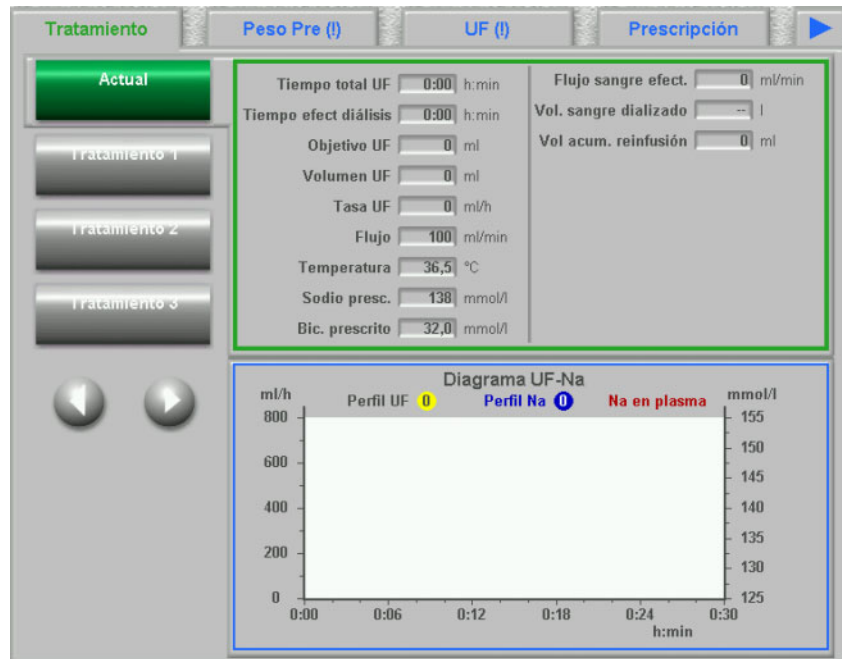 Tratamiento
Peso Pre (!)
UF (!)
Prescripción
Actual
Tratamiento 1
Tratamiento 2
Tratamiento 3
Tiempo total UF 0:00 h:min
Tiempo efect diálisis 0:00 h:min
Objetivo UF 0 ml
Volumen UF 0 ml
Tasa UF 0 ml/h
Flujo 100 ml/min
Temperatura 36,5 °C
Sodio presc. 138 mmol/l
Bic. prescrito 32,0 mmol/l
Flujo sangre efect. 0 ml/min
Vol. sangre dializado -- l
Vol acum. reinfusión 0 ml
Diagrama UF-Na
ml/h
Perfil UF 0
Perfil Na 0
Na en plasma
mmol/l
800
600
400
200
0
155
150
145
140
135
130
125
0:00 0:06 0:12 0:18 0:24 0:30
h:min